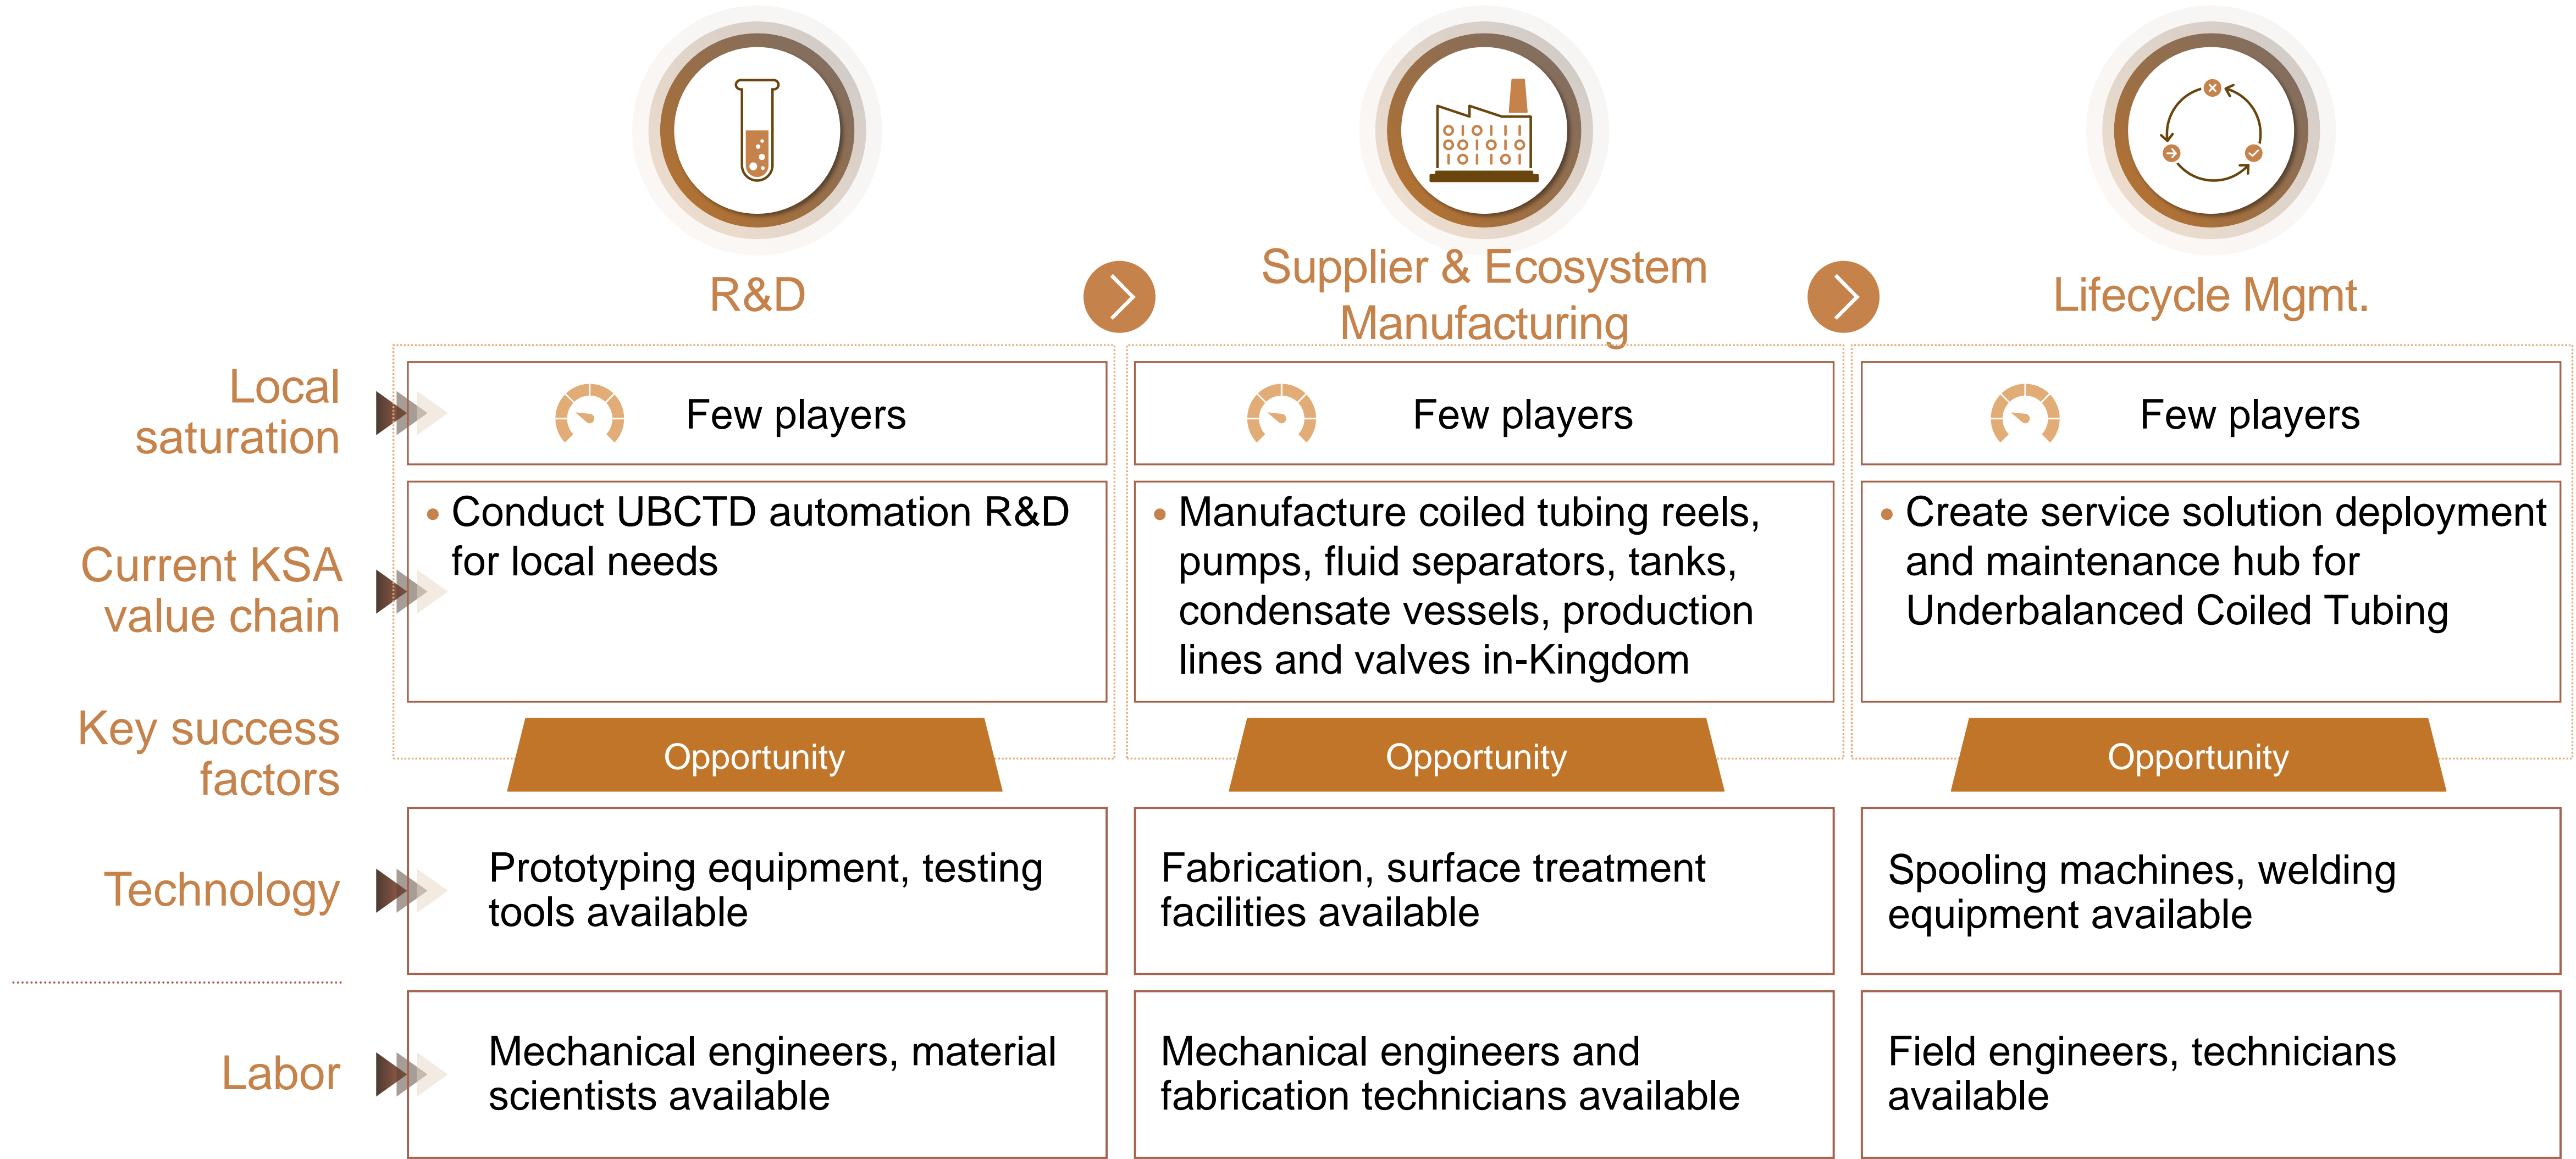 R&D
Supplier & Ecosystem
Manufacturing
Lifecycle Mgmt.
Local
saturation
Few players
Few players
Few players
Current KSA
value chain
• Conduct UBCTD automation R&D
for local needs
• Manufacture coiled tubing reels,
pumps, fluid separators, tanks,
condensate vessels, production
lines and valves in-Kingdom
• Create service solution deployment
and maintenance hub for
Underbalanced Coiled Tubing
Key success
factors
Opportunity
Opportunity
Opportunity
Technology
Prototyping equipment, testing
tools available
Fabrication, surface treatment
facilities available
Spooling machines, welding
equipment available
Labor
Mechanical engineers, material
scientists available
Mechanical engineers and
fabrication technicians available
Field engineers, technicians
available